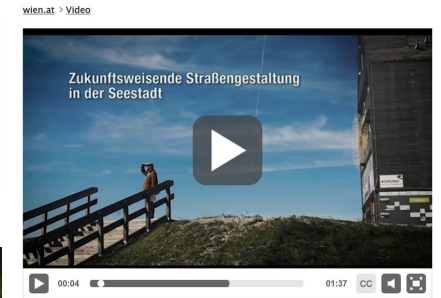 wien.at > Video
Zukunftsweisende Straßengestaltung
in der Seestadt
00:04
01:37
CC